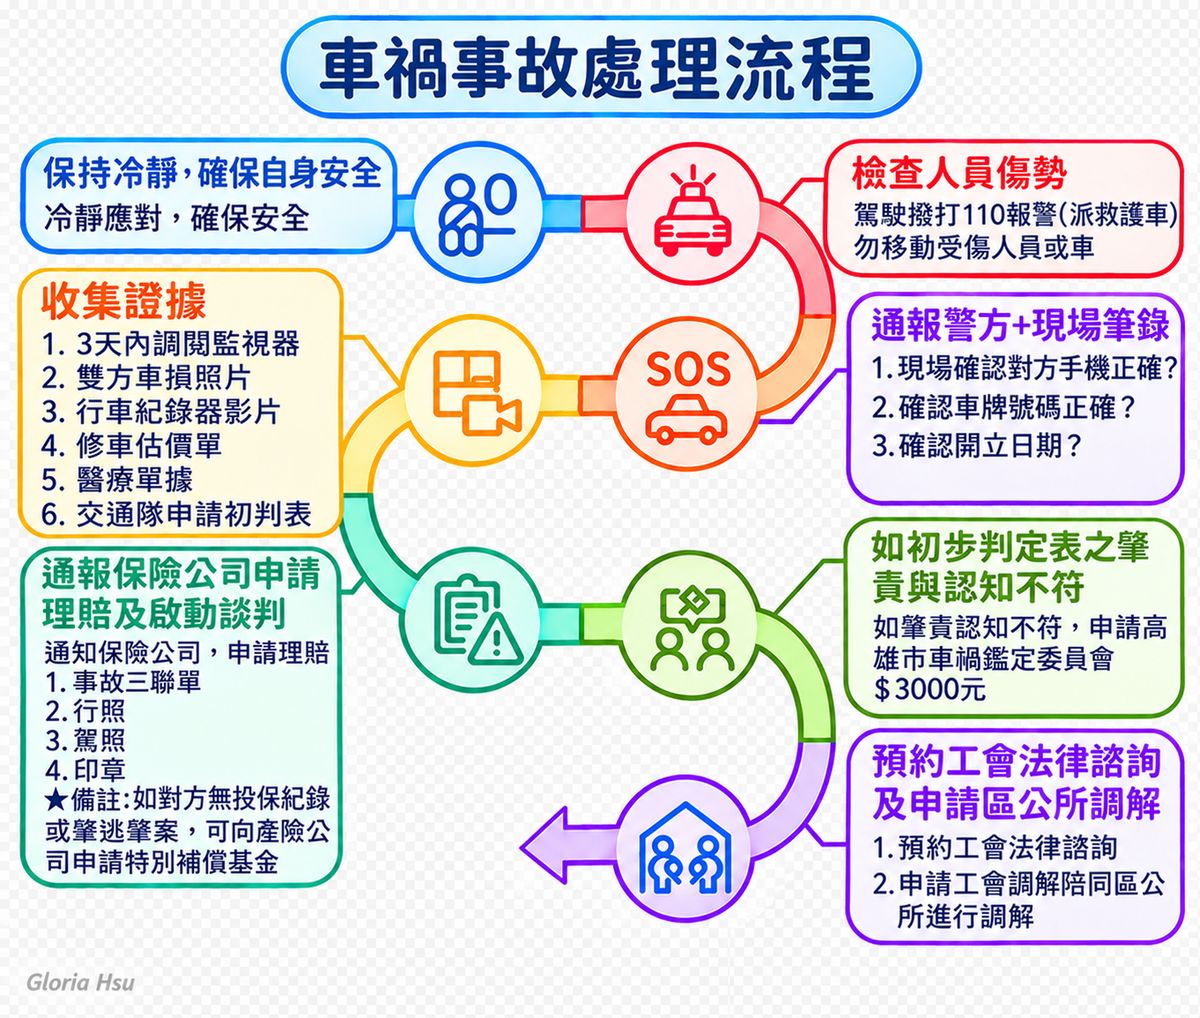 車禍事故處理流程
保持冷靜，確保自身安全
冷靜應對，確保安全
檢查人員傷勢
駕駛撥打110報警(派救護車)
勿移動受傷人員或車
通報警方+現場筆錄
1.現場確認對方手機正確?
2.確認車牌號碼正確？
3.確認開立日期？
SOS
收集證據
1. 3天內調閱監視器
2. 雙方車損照片
3. 行車紀錄器影片
4. 修車估價單
5. 醫療單據
6. 交通隊申請初判表
通報保險公司申請
理賠及啟動談判
通知保險公司，申請理賠
1. 事故三聯單
2.行照
3.駕照
4.印章
★備註:如對方無投保紀錄
或肇逃肇案，可向產險公
司申請特別補償基金
如初步判定表之肇
責與認知不符
如肇責認知不符，申請高
雄市車禍鑑定委員會
$3000元
預約工會法律諮詢
及申請區公所調解
1.預約工會法律諮詢
2.申請工會調解陪同區公
所進行調解
Gloria Hsu